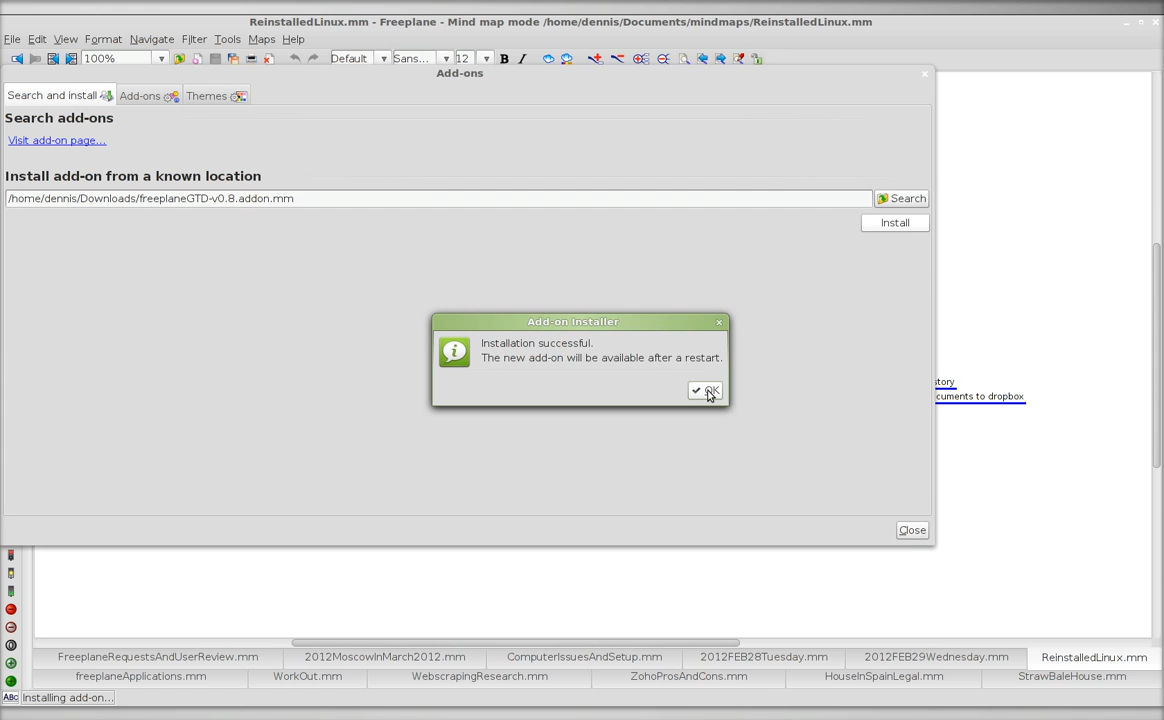 ReinstalledLinux.mm - Freeplane - Mind map mode /home/dennis/Documents/mindmaps/ReinstalledLinux.mm
File Edit View Format Navigate Filter Tools Maps Help
100% Default Sans... 12 B I
Add-ons
Search and install Add-ons Themes
Search add-ons
Visit add-on page...
Install add-on from a known location
/home/dennis/Downloads/freeplaneGTD-v0.8.addon.mm Search
Install
Add-on Installer
Installation successful.
The new add-on will be available after a restart.
OK
story
cuments to dropbox
Close
FreeplaneRequestsAndUserReview.mm 2012MoscowInMarch2012.mm ComputerIssuesAndSetup.mm 2012FEB28Tuesday.mm 2012FEB29Wednesday.mm ReinstalledLinux.mm
freeplaneApplications.mm WorkOut.mm WebscrapingResearch.mm ZohoProsAndCons.mm HouseInSpainLegal.mm StrawBaleHouse.mm
ABC Installing add-on...